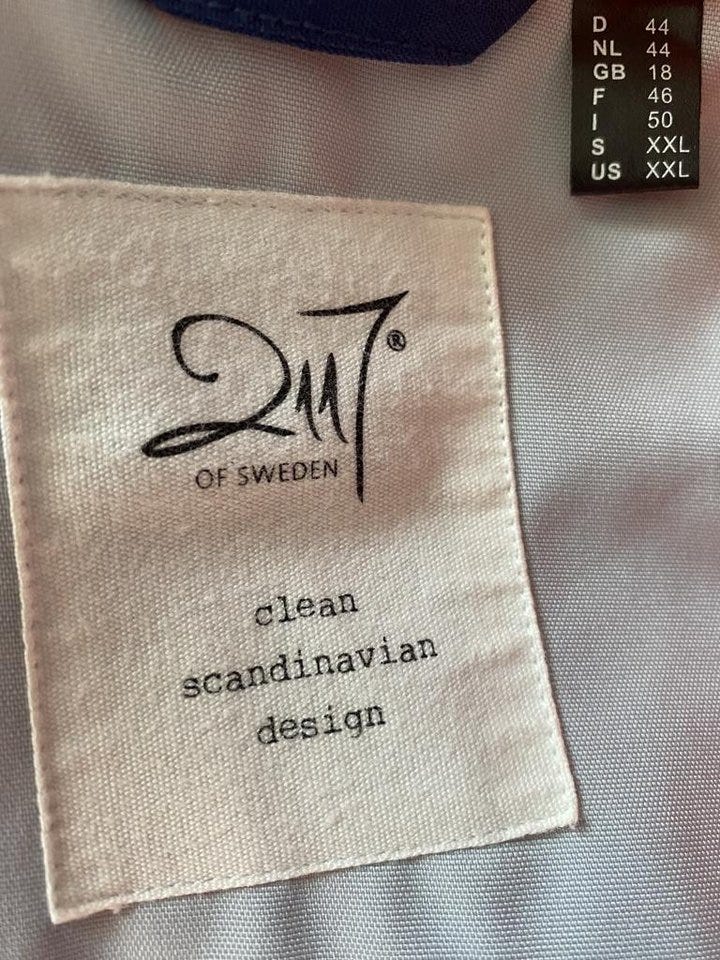 D 44
NL 44
GB 18
F 46
I 50
S XXL
US XXL
2117®
OF SWEDEN
clean
scandinavian
design